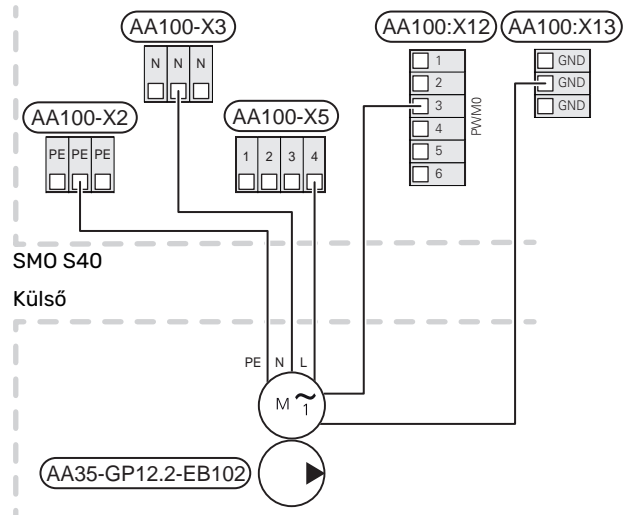 AA100-X3
N N N
AA100-X2
PE PE PE
AA100-X5
1 2 3 4
AA100:X12
1
2
3
4
5
6
PWM0
AA100:X13
GND
GND
GND
SMO S40
Külső
PE N L
M ~
1
AA35-GP12.2-EB102